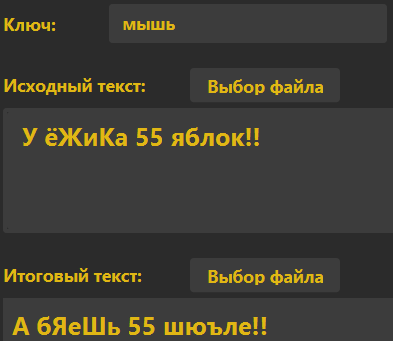 Ключ: мышь
Исходный текст: Выбор файла
У ёЖиКа 55 яблок!!
Итоговый текст: Выбор файла
А бЯеШь 55 шюъле!!